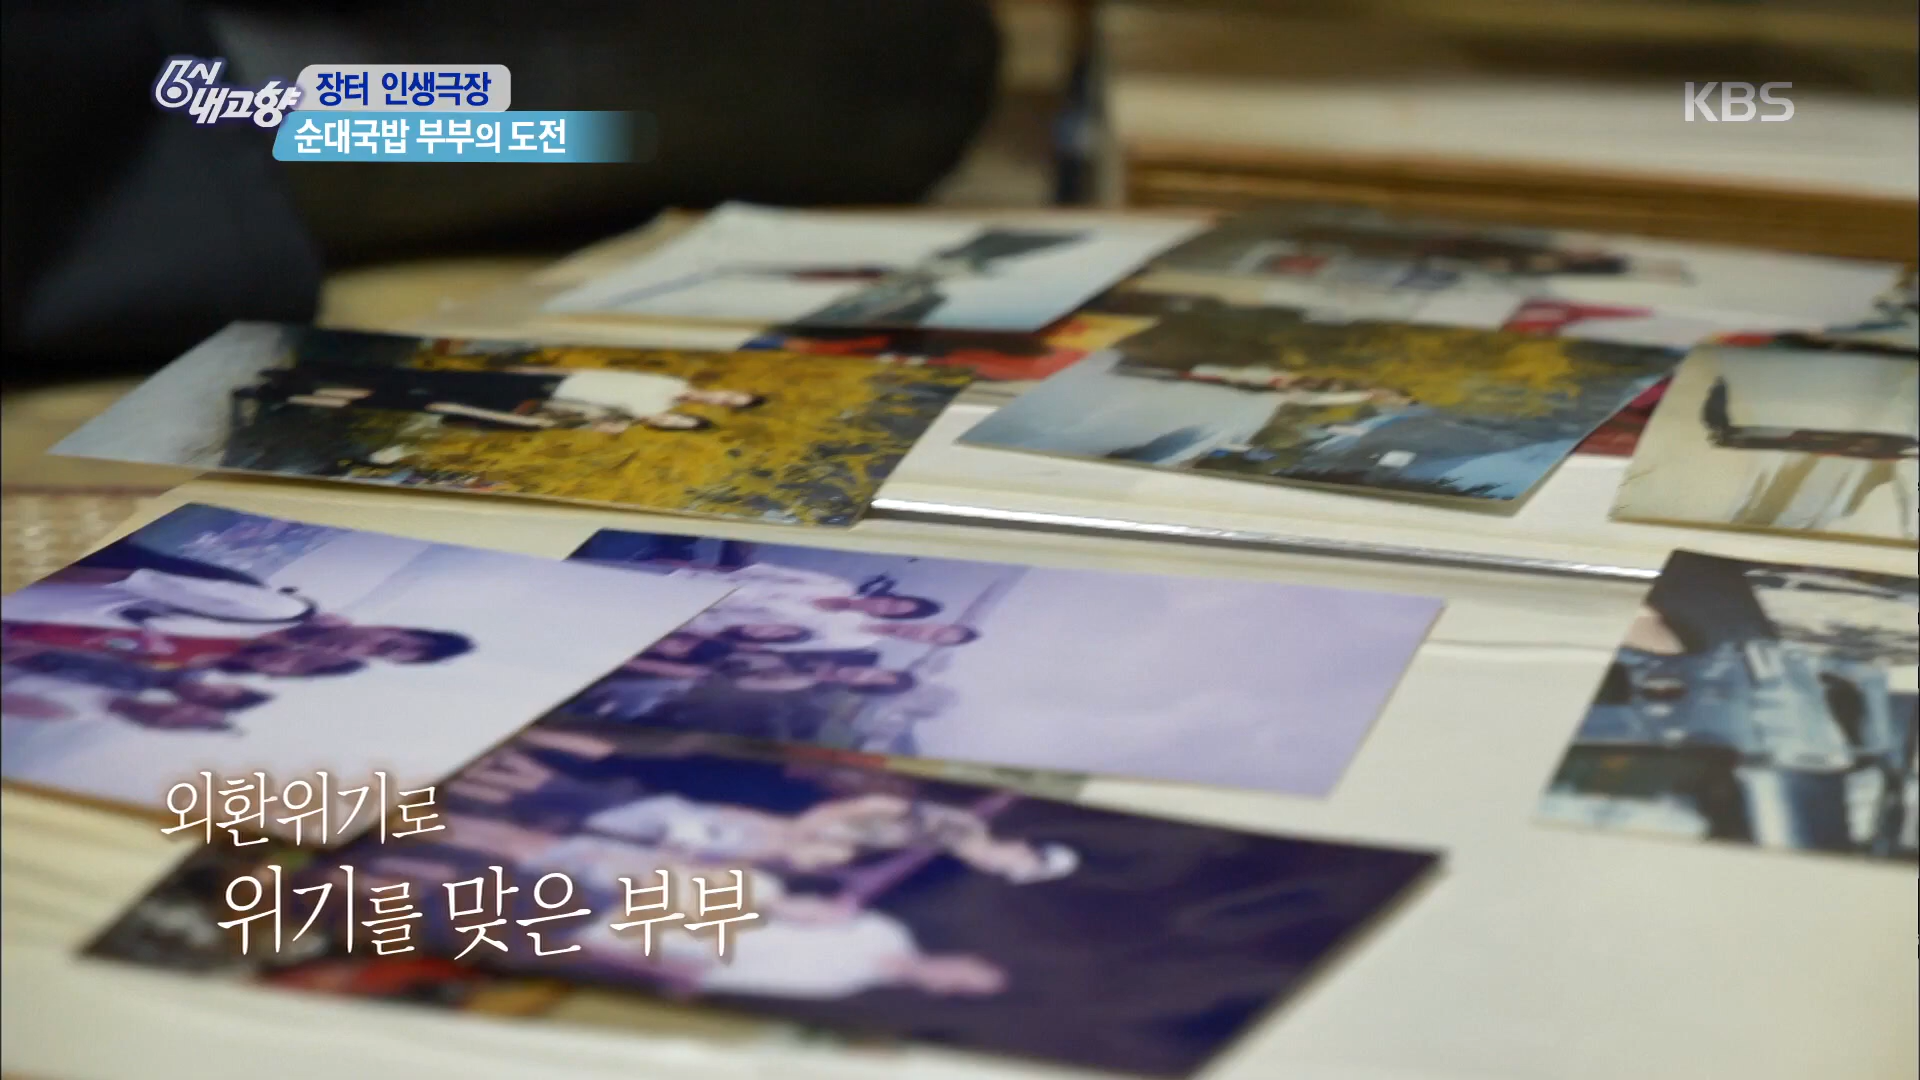 6시
내고향
장터 인생극장
순대국밥 부부의 도전
KBS
외환위기로
위기를 맞은 부부